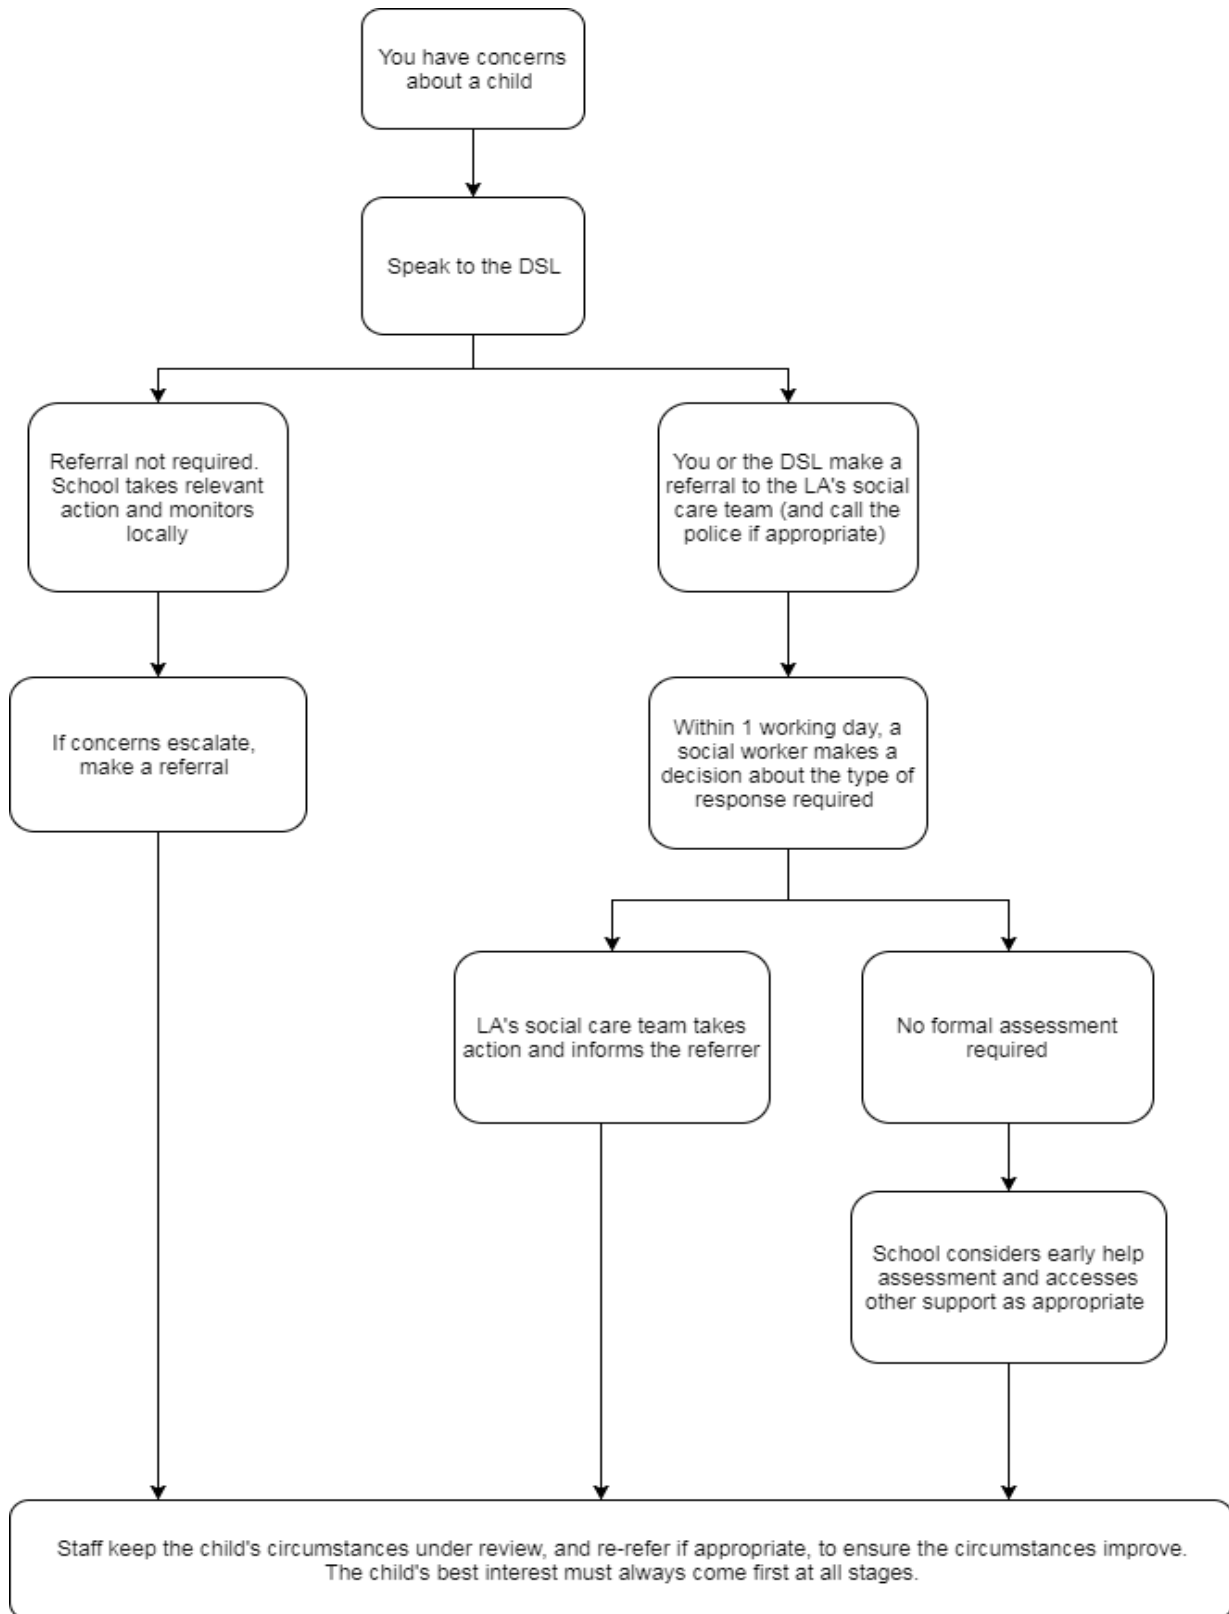 You have concerns
about a child
Speak to the DSL
Referral not required.
School takes relevant
action and monitors
locally
You or the DSL make a
referral to the LA's social
care team (and call the
police if appropriate)
If concerns escalate,
make a referral
Within 1 working day, a
social worker makes a
decision about the type of
response required
LA's social care team takes
action and informs the referrer
No formal assessment
required
School considers early help
assessment and accesses
other support as appropriate
Staff keep the child's circumstances under review, and re-refer if appropriate, to ensure the circumstances improve.
The child's best interest must always come first at all stages.